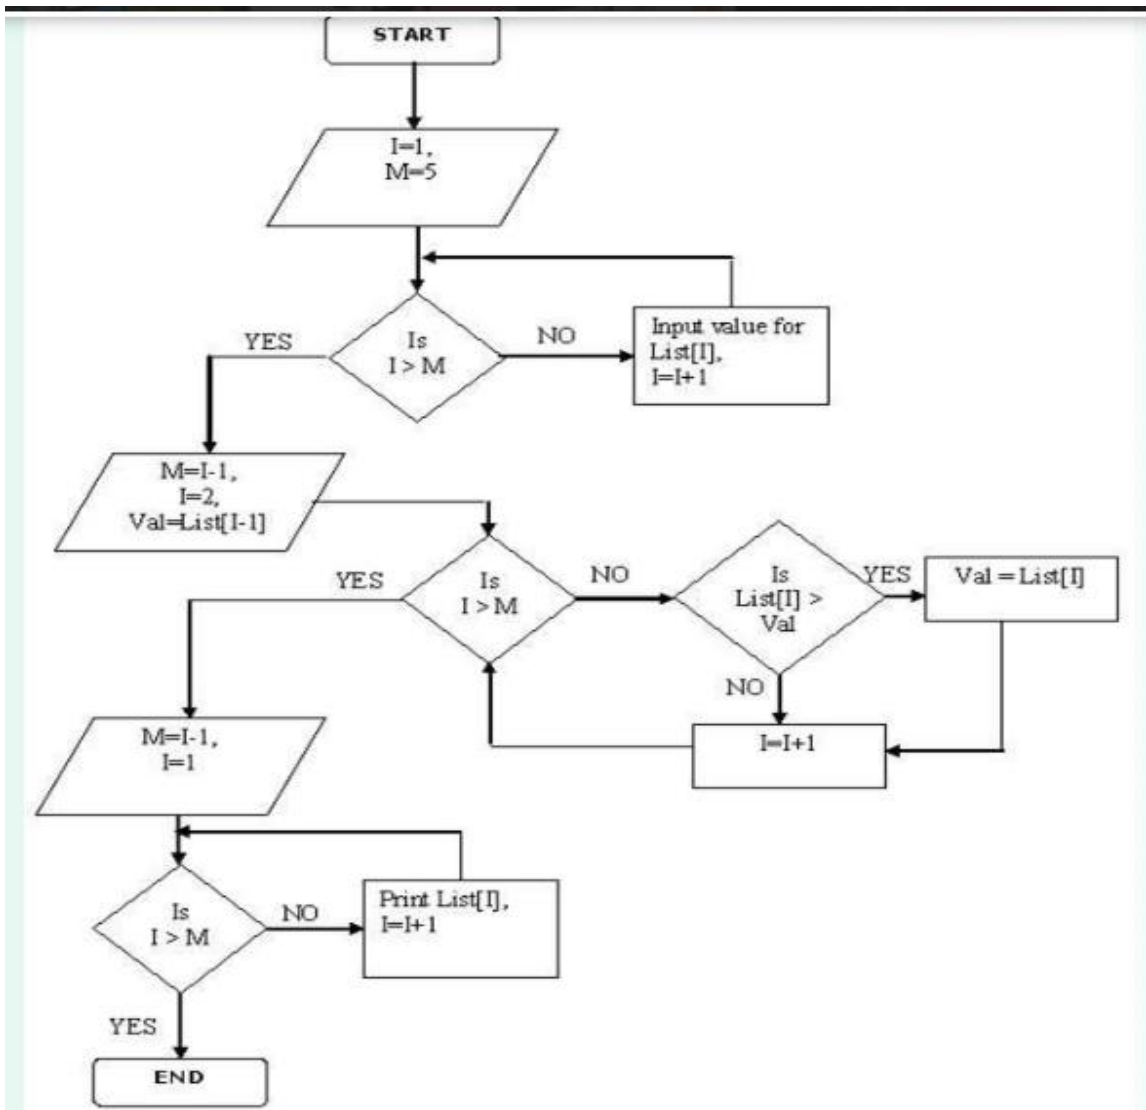 START
I=1,
M=5
Is
I > M
YES
NO
Input value for
List[I],
I=I+1
M=I-1,
I=2,
Val=List[I-1]
Is
I > M
YES
NO
Is
List[I] >
Val
YES
Val = List[I]
NO
I=I+1
M=I-1,
I=1
Is
I > M
NO
Print List[I],
I=I+1
YES
END